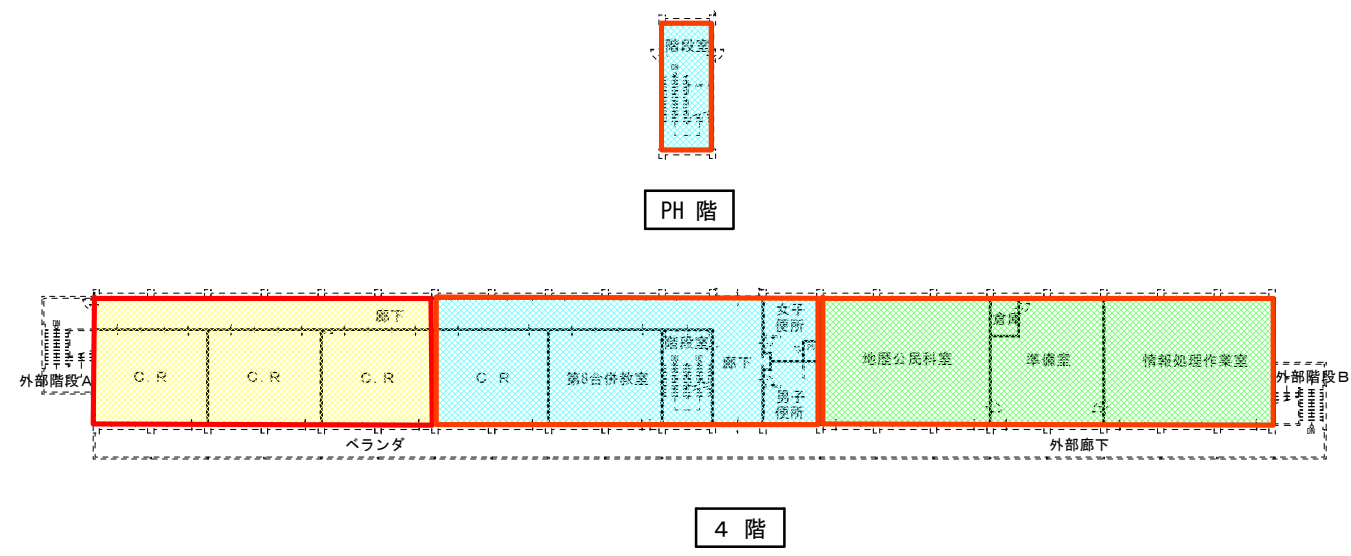 階段室
DN
PH 階
廊下
女子
便所
倉庫
階段室
廊下
地歴公民科室
準備室
情報処理作業室
C.R
C.R
C.R
C.R
第8合併教室
男子
便所
外部階段A
外部階段B
DN
ベランダ
外部廊下
4 階